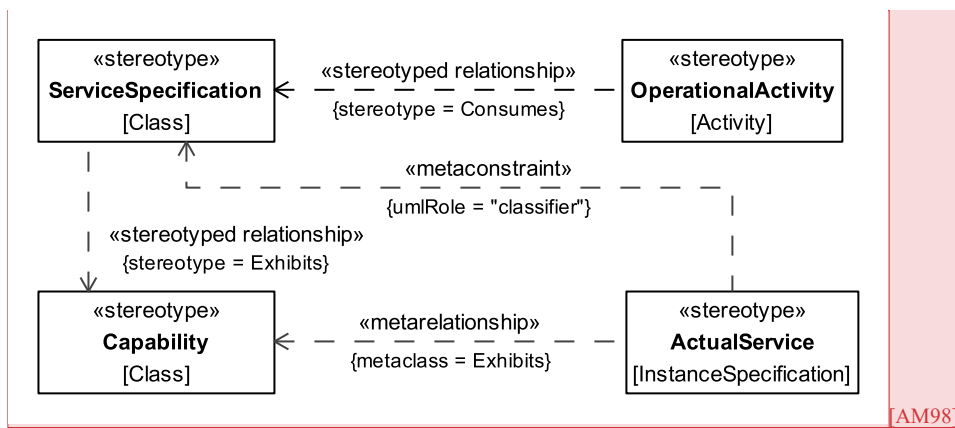 «stereotype»
ServiceSpecification
[Class]
«stereotyped relationship»
{stereotype = Consumes}
«stereotype»
OperationalActivity
[Activity]
«metaconstraint»
{umlRole = "classifier"}
«stereotyped relationship»
{stereotype = Exhibits}
«stereotype»
Capability
[Class]
«metarelationship»
{metaclass = Exhibits}
«stereotype»
ActualService
[InstanceSpecification]
[AM98]